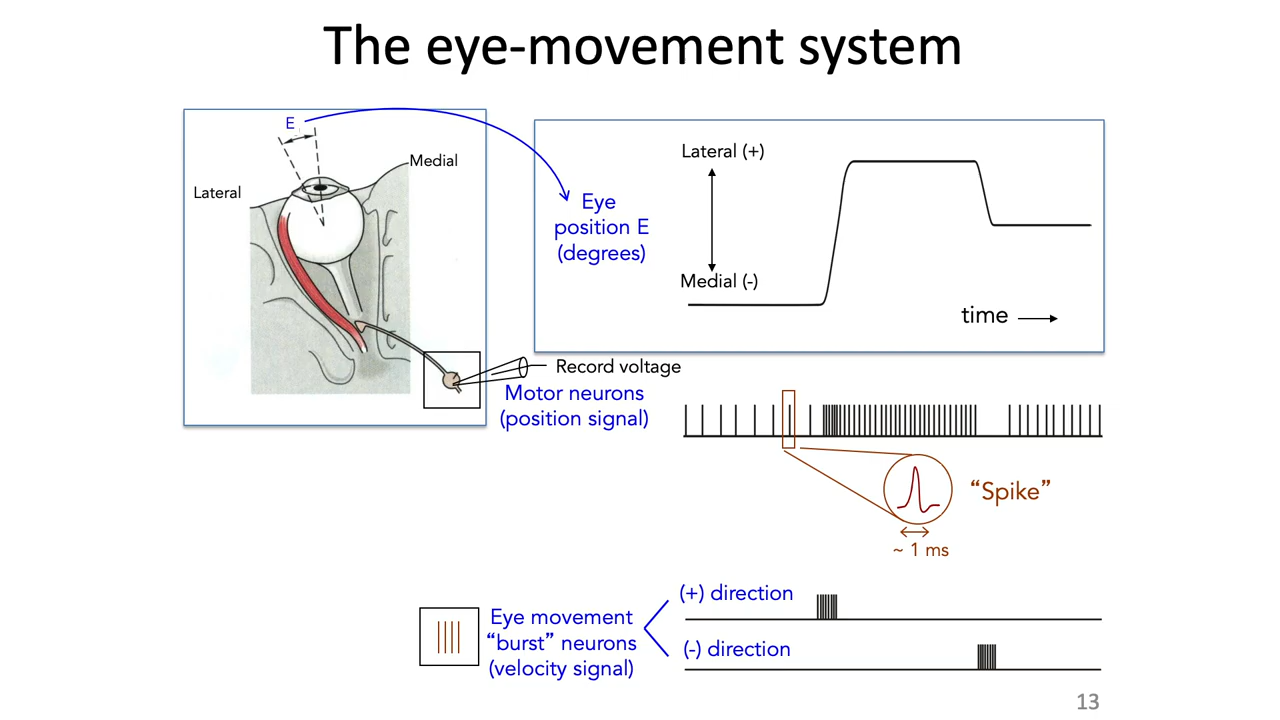 The eye-movement system
E
Medial
Lateral
Lateral (+)
Eye
position E
(degrees)
Medial (-)
time
Record voltage
Motor neurons
(position signal)
“Spike”
~ 1 ms
(+) direction
Eye movement
“burst” neurons
(velocity signal)
(-) direction
13